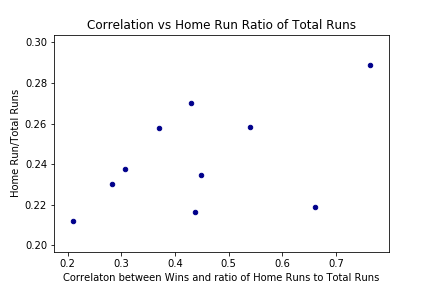 Correlation vs Home Run Ratio of Total Runs
0.30
0.28
0.26
0.24
0.22
0.20
Home Run/Total Runs
0.2 0.3 0.4 0.5 0.6 0.7
Correlaton between Wins and ratio of Home Runs to Total Runs